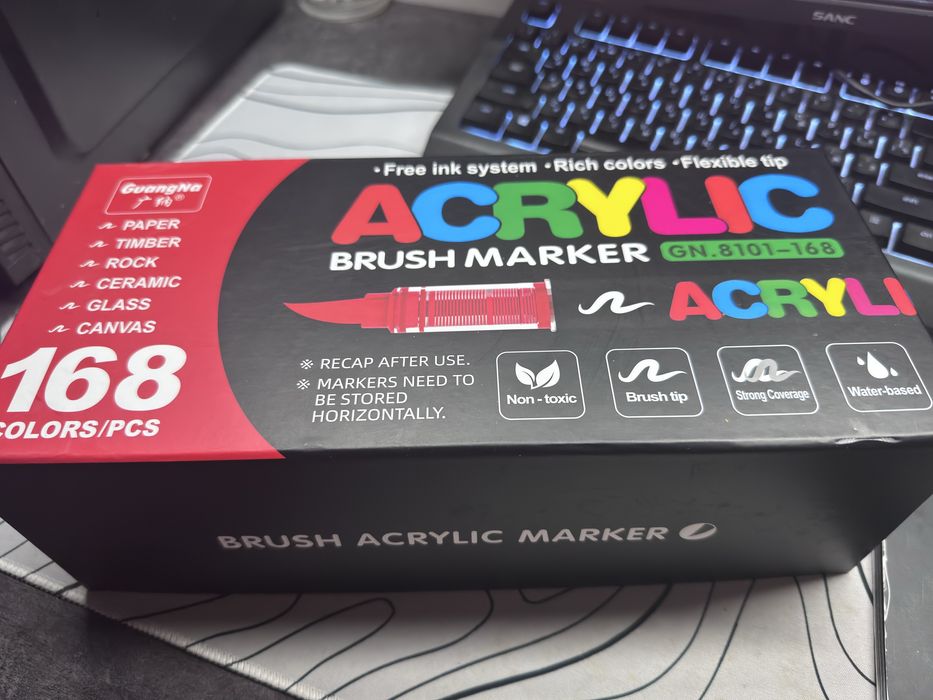 SANC
•Free ink system •Rich colors •Flexible tip
GuangNa
广纳®
PAPER
TIMBER
ROCK
CERAMIC
GLASS
CANVAS
168
COLORS/PCS
ACRYLIC
BRUSH MARKER GN.8101-168
ACRYLI
※ RECAP AFTER USE.
※ MARKERS NEED TO
BE STORED
HORIZONTALLY.
Non-toxic
Brush tip
Strong Coverage
Water-based
BRUSH ACRYLIC MARKER